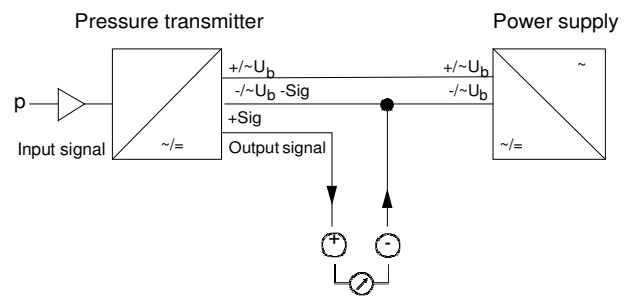 Pressure transmitter
Power supply
+/~Ub
+/~Ub
~
-/~Ub -Sig
-/~Ub
p
+Sig
Input signal
~/=
Output signal
~/=
+
-